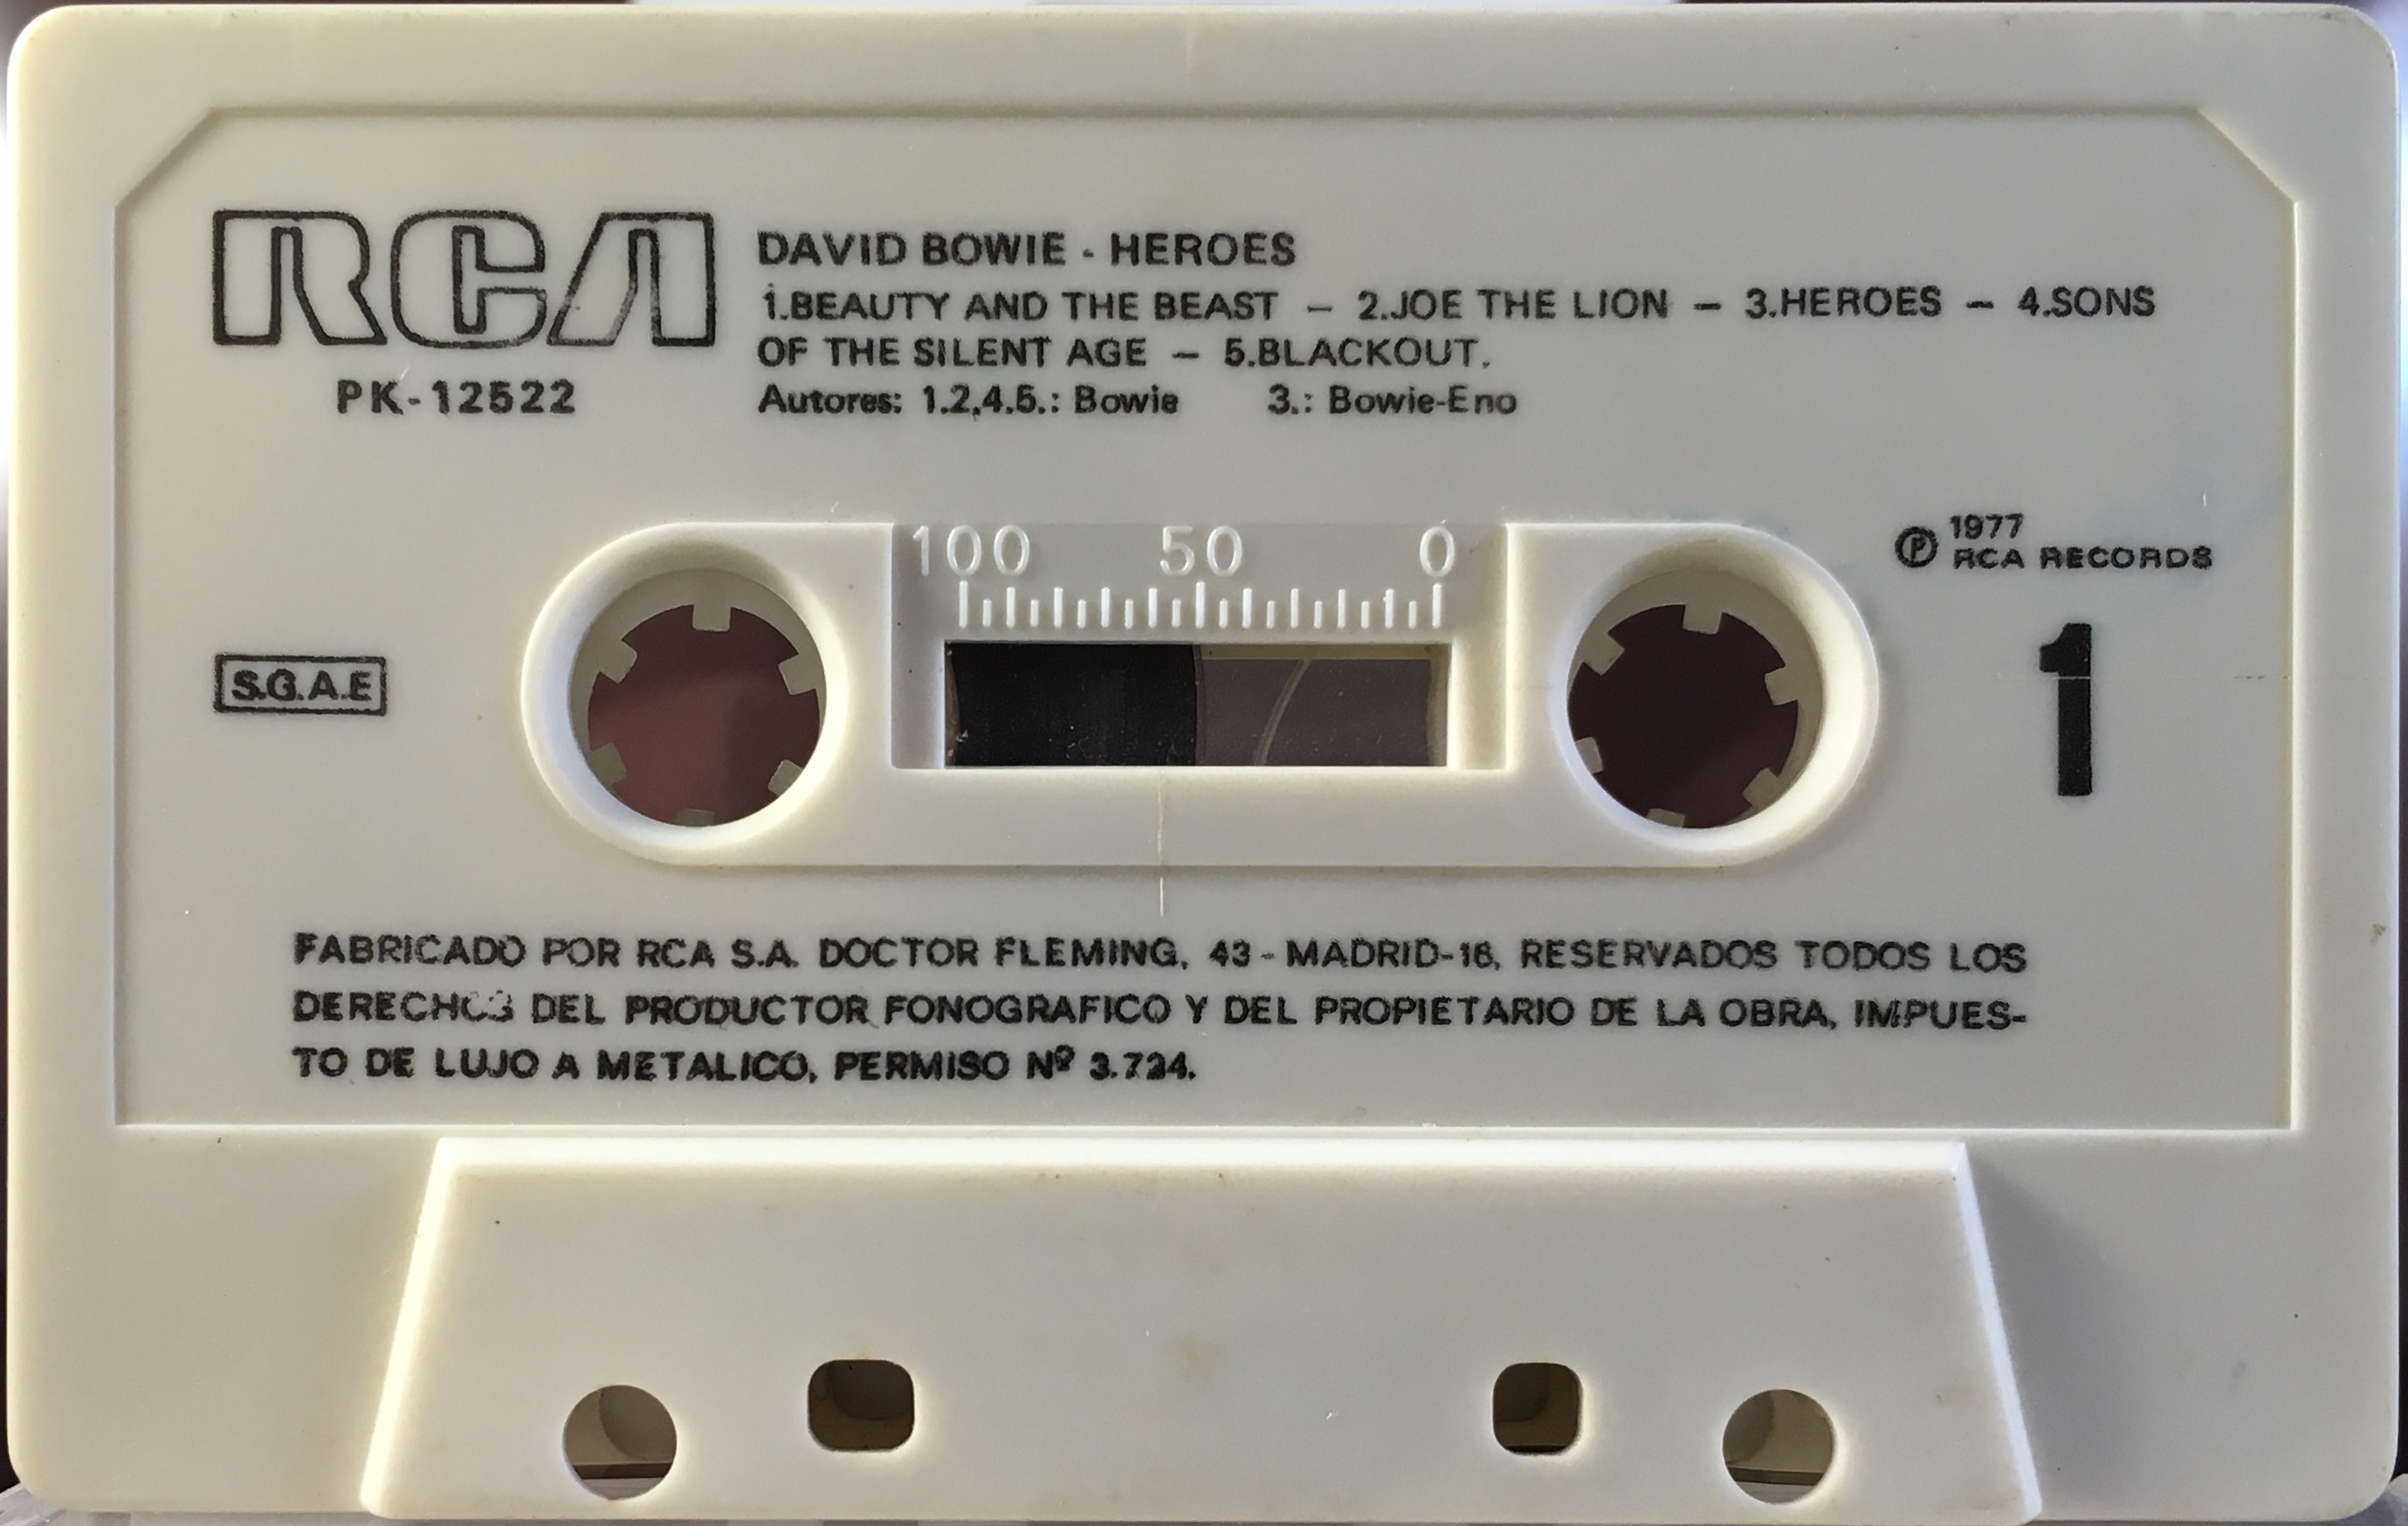 RCA
PK-12522
DAVID BOWIE - HEROES
1.BEAUTY AND THE BEAST – 2.JOE THE LION – 3.HEROES – 4.SONS
OF THE SILENT AGE – 5.BLACKOUT.
Autores: 1.2,4.5.: Bowie 3.: Bowie-Eno
100 50 0
℗ 1977
RCA RECORDS
S.G.A.E
1
FABRICADO POR RCA S.A. DOCTOR FLEMING, 43 - MADRID-16, RESERVADOS TODOS LOS
DERECHOS DEL PRODUCTOR FONOGRAFICO Y DEL PROPIETARIO DE LA OBRA, IMPUES-
TO DE LUJO A METALICO, PERMISO Nº 3.724.